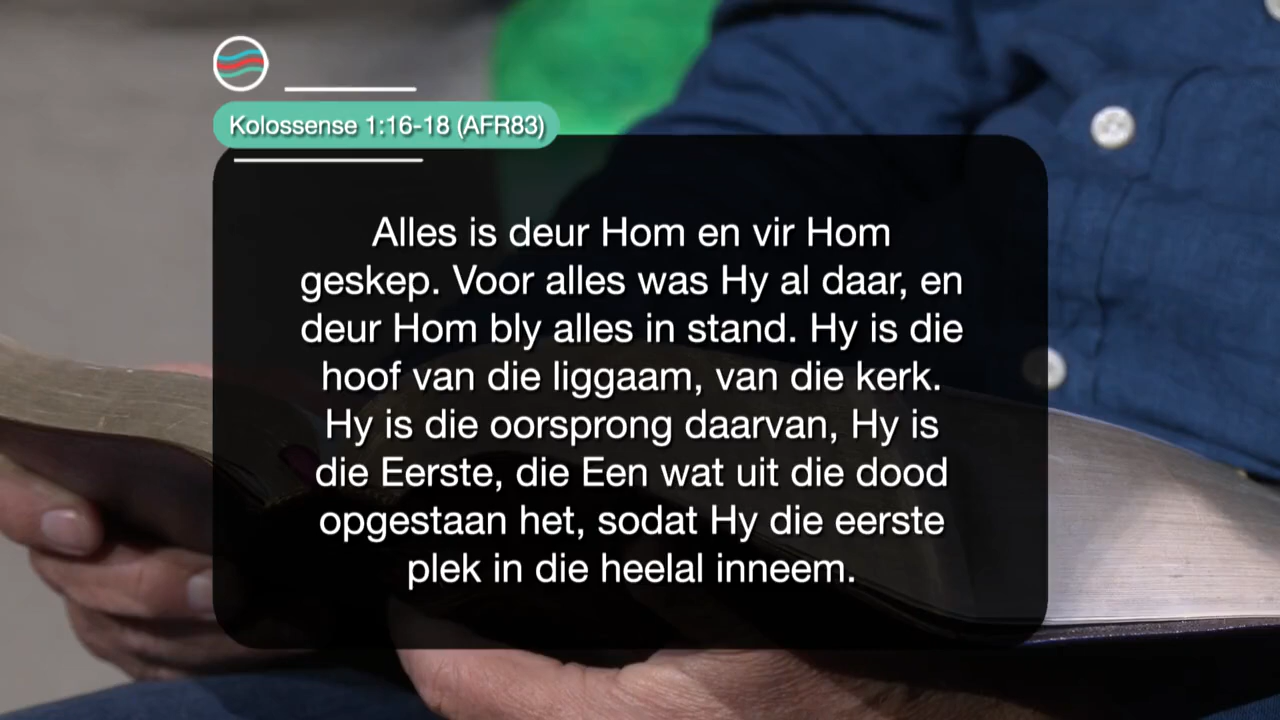 Kolossense 1:16-18 (AFR83)
Alles is deur Hom en vir Hom
geskep. Voor alles was Hy al daar, en
deur Hom bly alles in stand. Hy is die
hoof van die liggaam, van die kerk.
Hy is die oorsprong daarvan, Hy is
die Eerste, die Een wat uit die dood
opgestaan het, sodat Hy die eerste
plek in die heelal inneem.